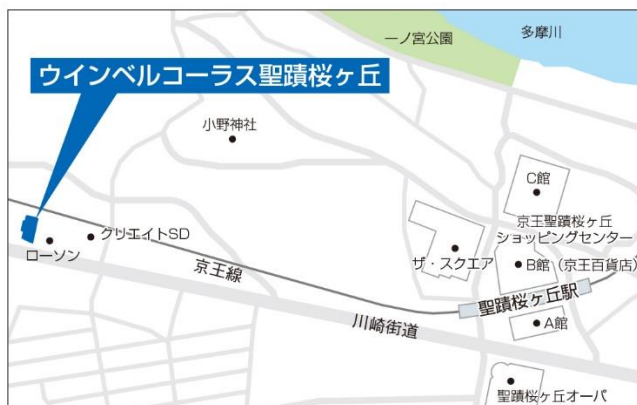 一ノ宮公園
多摩川
ウインベルコーラス聖蹟桜ヶ丘
小野神社
C館
京王聖蹟桜ヶ丘
ショッピングセンター
クリエイトSD
ローソン
ザ・スクエア
B館（京王百貨店）
京王線
聖蹟桜ヶ丘駅
川崎街道
A館
聖蹟桜ヶ丘オーパ